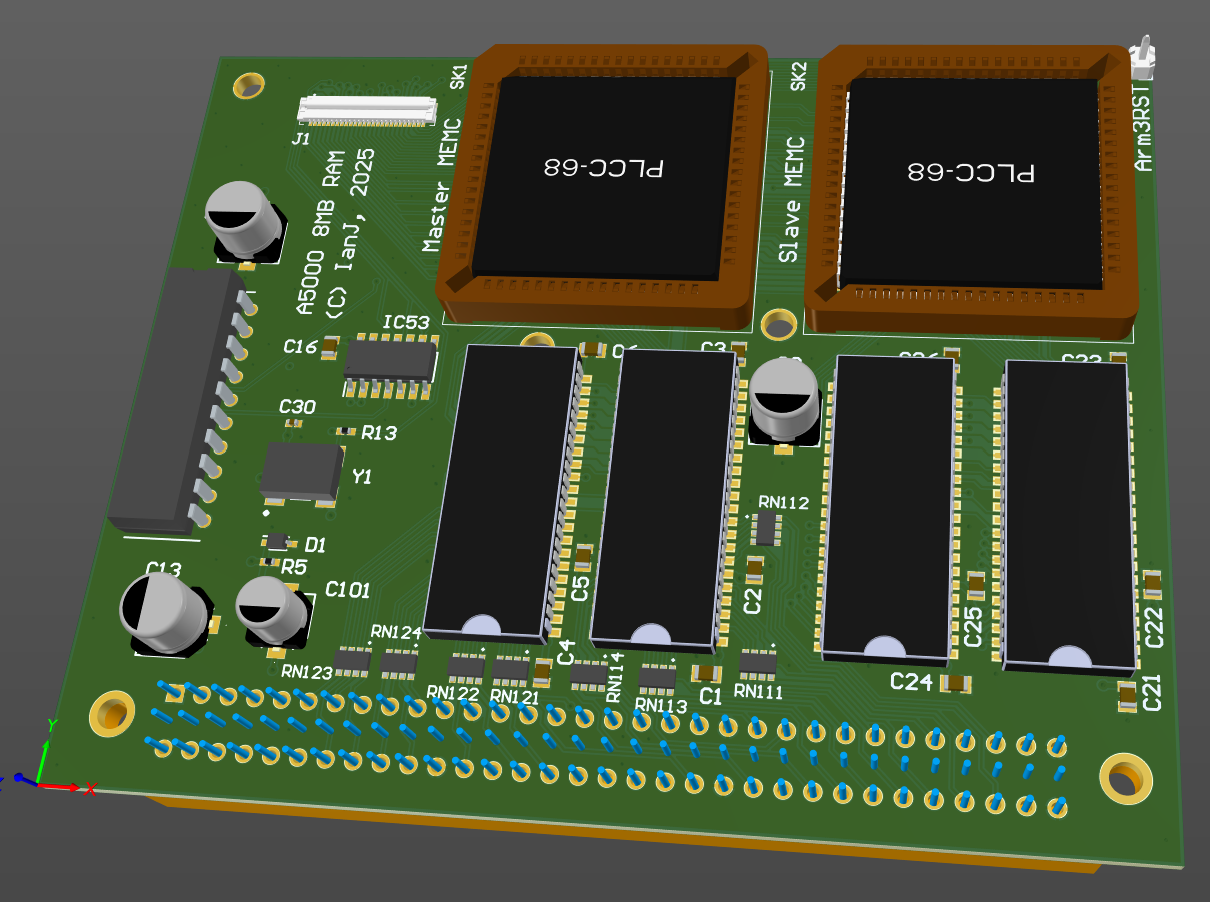 SK1
SK2
J1
Arm3RST
PLCC-68
PLCC-68
Master MEMC
Slave MEMC
A5000 8MB RAM
(C) IanJ, 2025
IC53
C16
C3
C30
R13
Y1
RN112
D1
R5
C13
C101
C5
C2
C25
C22
RN124
RN123
C4
RN122
RN121
RN114
RN113
C1
RN111
C24
C21
Y
X